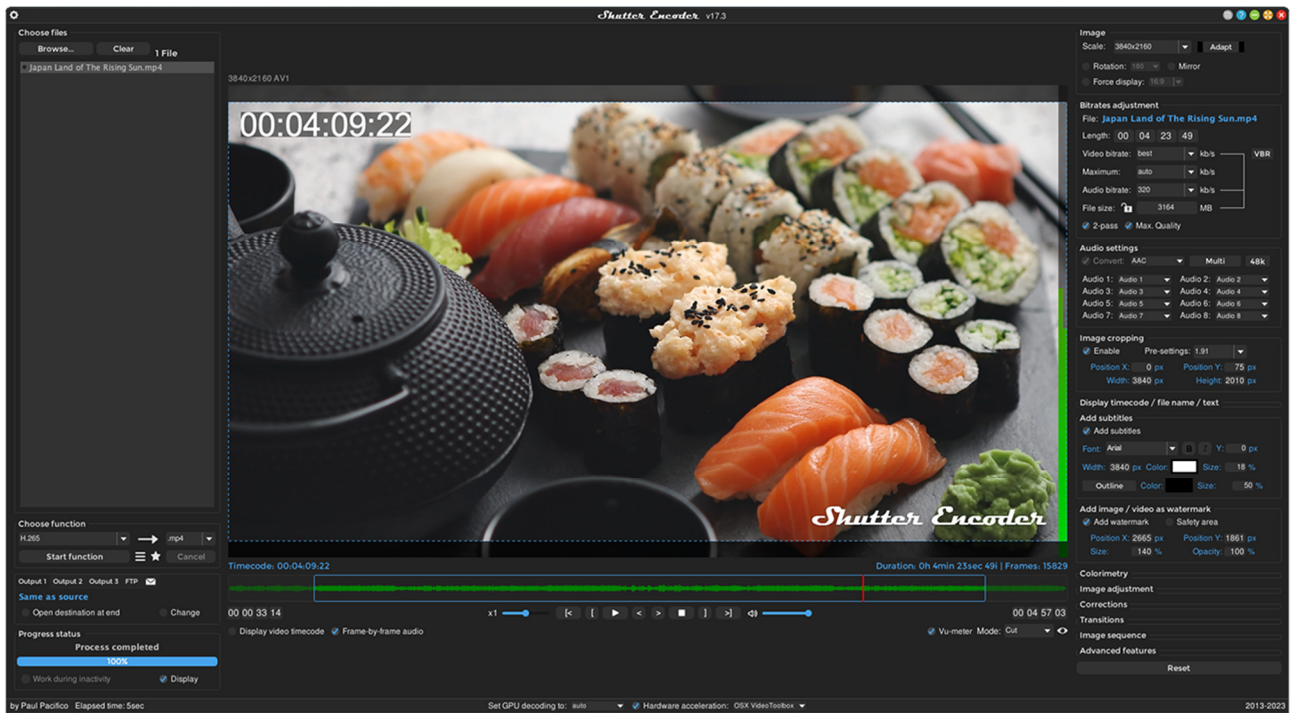 Shutter Encoder v17.3
Choose files
Browse... Clear 1 File
Japan Land of The Rising Sun.mp4
Choose function
H.265 .mp4
Start function Cancel
Output 1 Output 2 Output 3 FTP
Same as source
Open destination at end Change
Progress status
Process completed
100%
Work during inactivity Display
3840x2160 AV1
00:04:09:22
Shutter Encoder
Timecode: 00:04:09:22 Duration: 0h 4min 23sec 49i | Frames: 15829
00 00 33 14 x1 |< [ < > ] >| 00 04 57 03
Display video timecode Frame-by-frame audio Vu-meter Mode: Cut
Image
Scale: 3840x2160 Adapt
Rotation: 180 Mirror
Force display: 16:9
Bitrates adjustment
File: Japan Land of The Rising Sun.mp4
Length: 00 04 23 49
Video bitrate: best kb/s VBR
Maximum: auto kb/s
Audio bitrate: 320 kb/s
File size: 3164 MB
2-pass Max. Quality
Audio settings
Convert: AAC Multi 48k
Audio 1: Audio 1 Audio 2: Audio 2
Audio 3: Audio 3 Audio 4: Audio 4
Audio 5: Audio 5 Audio 6: Audio 6
Audio 7: Audio 7 Audio 8: Audio 8
Image cropping
Enable Pre-settings: 1.91
Position X: 0 px Position Y: 75 px
Width: 3840 px Height: 2010 px
Display timecode / file name / text
Add subtitles
Add subtitles
Font: Arial B I Y: 0 px
Width: 3840 px Color: Size: 18 %
Outline Color: Size: 50 %
Add image / video as watermark
Add watermark Safety area
Position X: 2665 px Position Y: 1861 px
Size: 140 % Opacity: 100 %
Colorimetry
Image adjustment
Corrections
Transitions
Image sequence
Advanced features
Reset
by Paul Pacifico Elapsed time: 5sec Set GPU decoding to: auto Hardware acceleration: OSX VideoToolbox 2013-2023